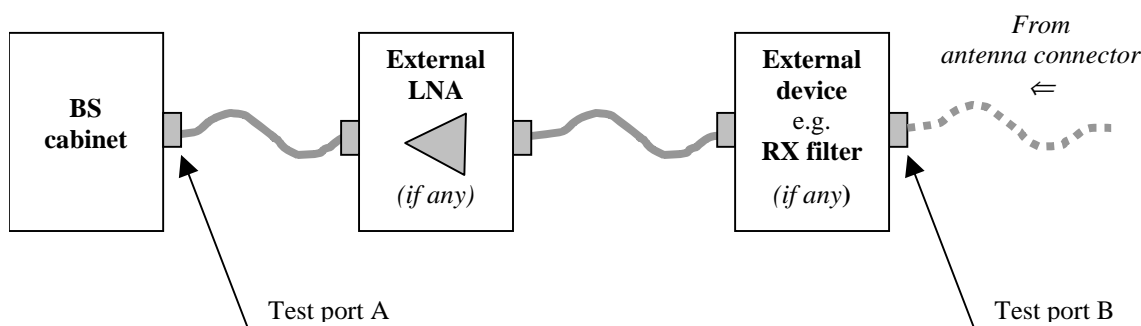 BS
cabinet
External
LNA
(if any)
External
device
e.g.
RX filter
(if any)
From
antenna connector
⇐
Test port A
Test port B